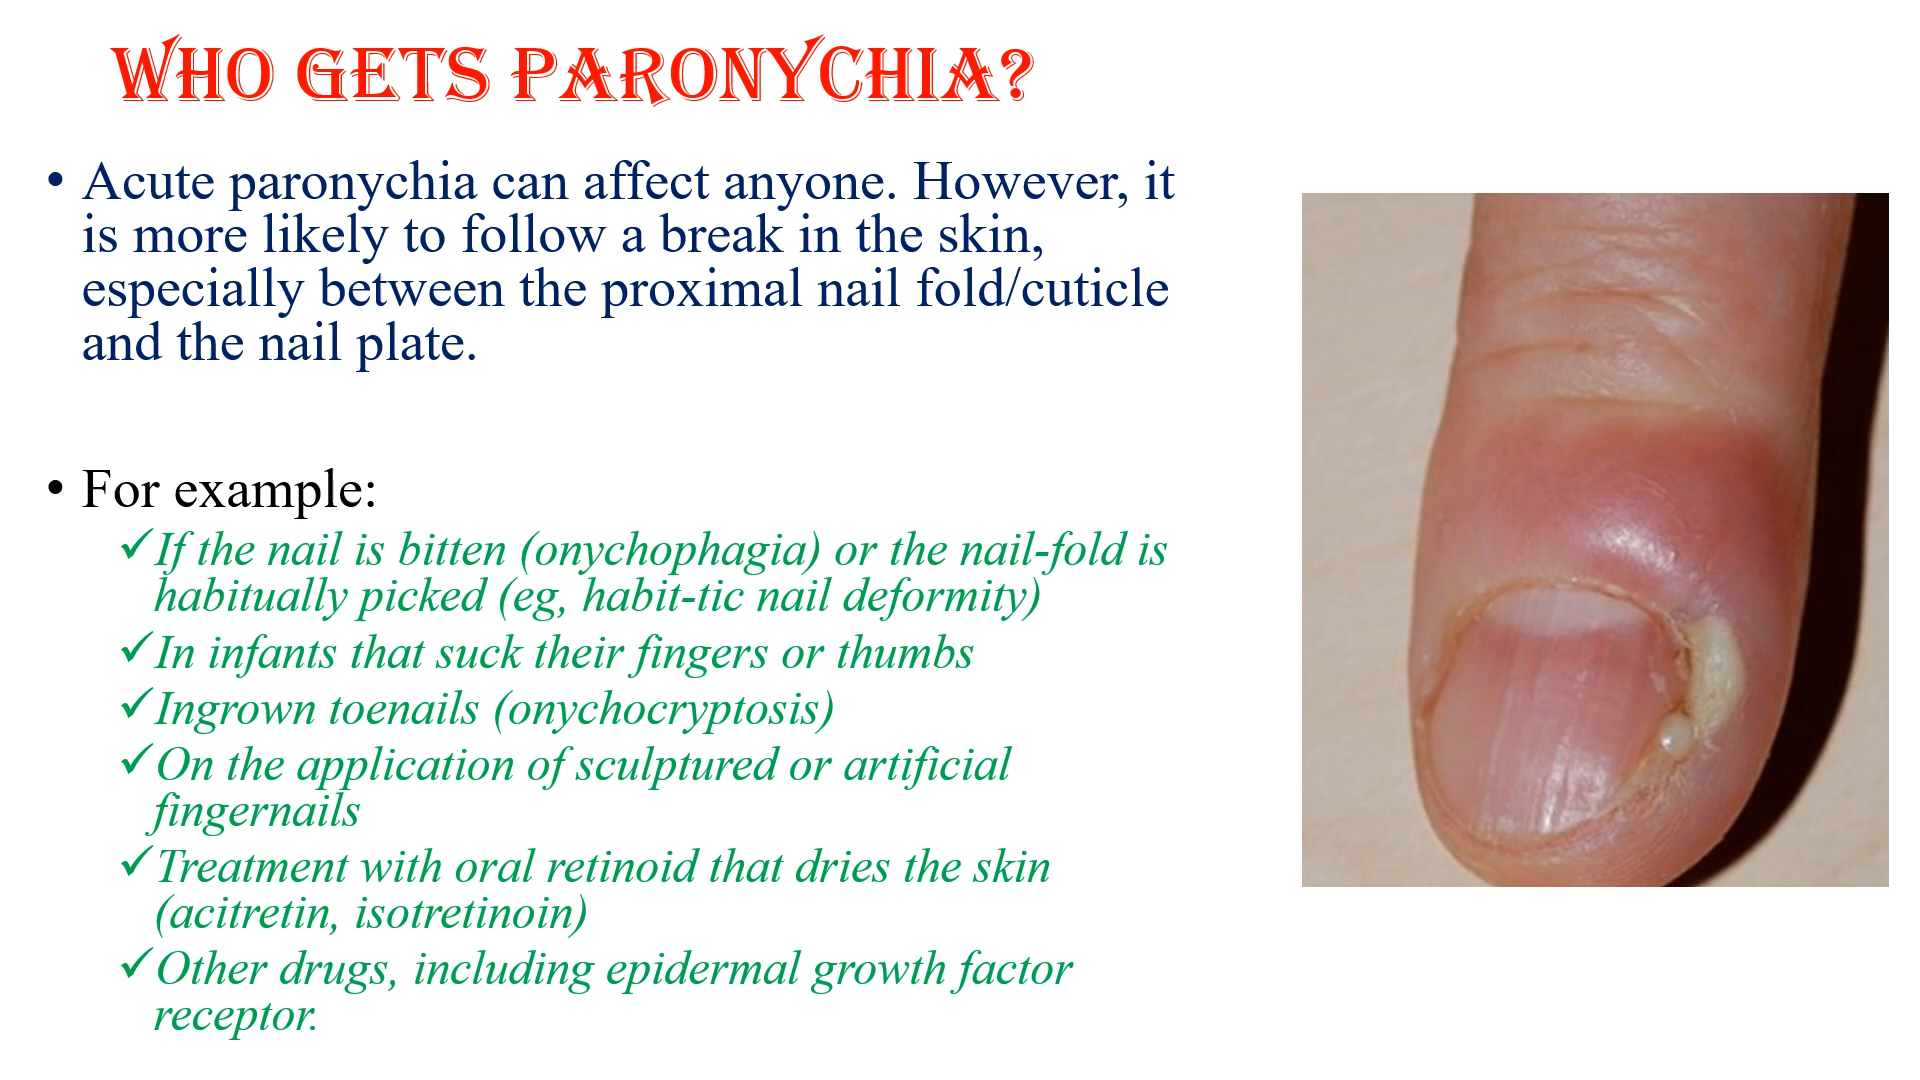 WHO GETS PARONYCHIA?
• Acute paronychia can affect anyone. However, it
is more likely to follow a break in the skin,
especially between the proximal nail fold/cuticle
and the nail plate.
• For example:
✓If the nail is bitten (onychophagia) or the nail-fold is
habitually picked (eg, habit-tic nail deformity)
✓In infants that suck their fingers or thumbs
✓Ingrown toenails (onychocryptosis)
✓On the application of sculptured or artificial
fingernails
✓Treatment with oral retinoid that dries the skin
(acitretin, isotretinoin)
✓Other drugs, including epidermal growth factor
receptor.